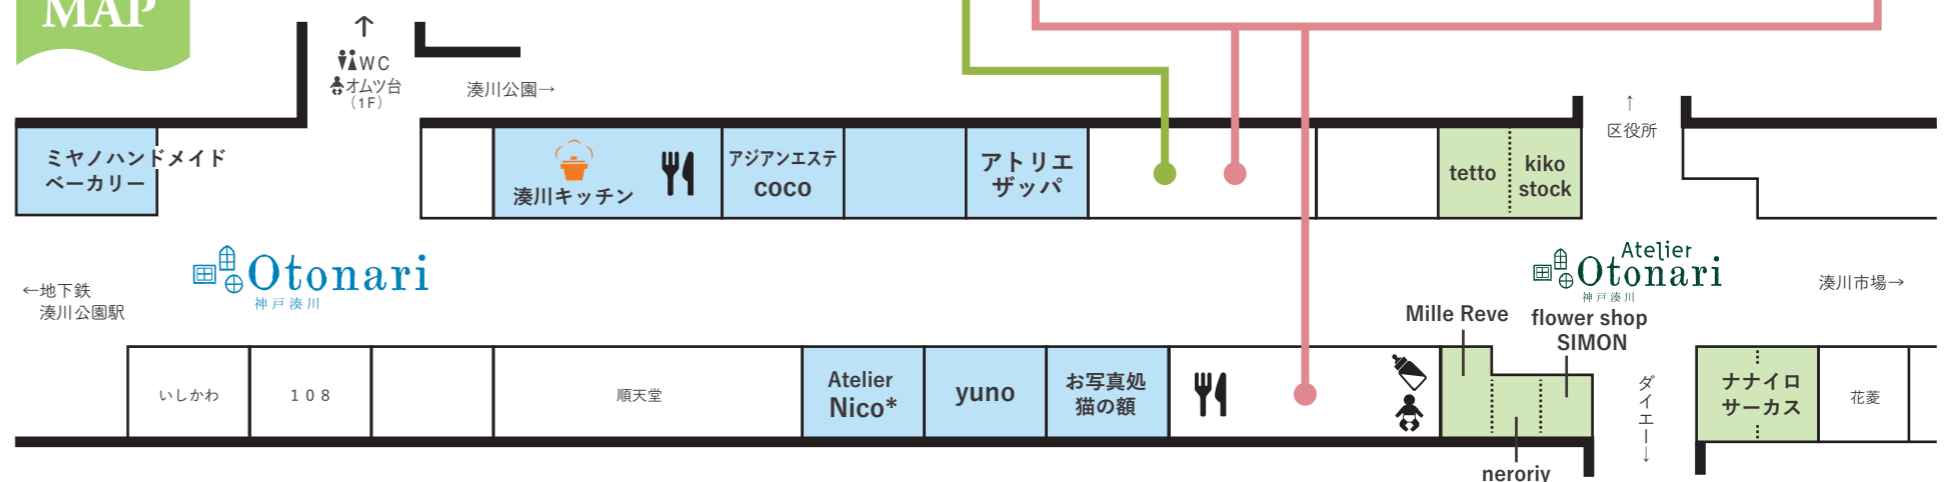 MAP
↑
WC
オムツ台
（1F）
湊川公園→
↑
区役所
ミヤノハンドメイド
ベーカリー
湊川キッチン
アジアンエステ
coco
アトリエ
ザッパ
tetto
kiko
stock
Otonari
神戸湊川
Atelier
Otonari
神戸湊川
←地下鉄
湊川公園駅
湊川市場→
Mille Reve
flower shop
SIMON
いしかわ
108
順天堂
Atelier
Nico*
yuno
お写真処
猫の額
ダイエー→
ナナイロ
サーカス
花菱
neroriy